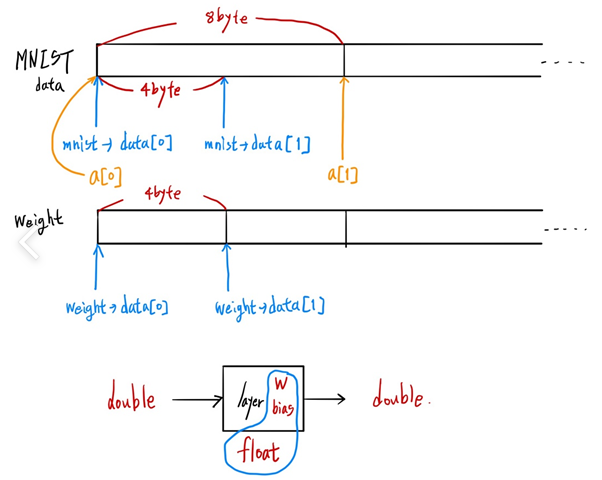 8byte
MNIST
data
4byte
mnist→data[0]
mnist→data[1]
a[0]
a[1]
4byte
Weight
weight→data[0]
weight→data[1]
double
layer
W
bias
double.
float